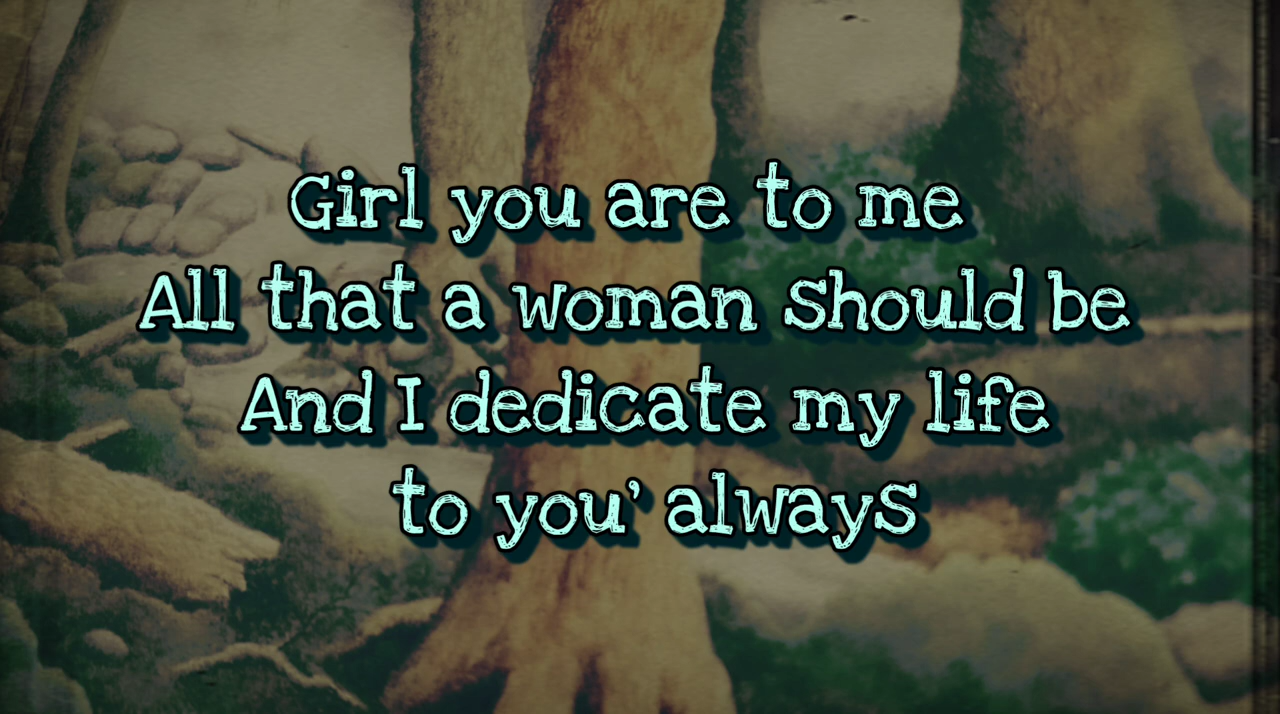 Girl you are to me
All that a woman should be
And I dedicate my life
to you' always